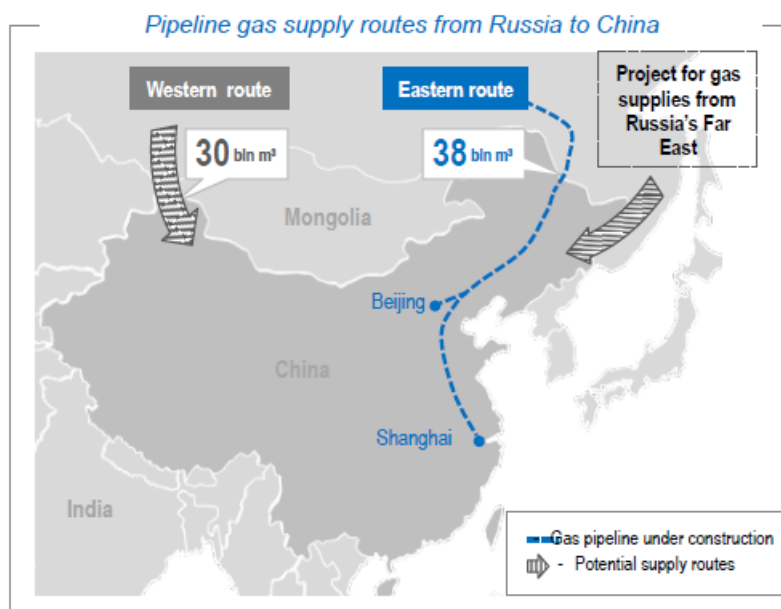 Pipeline gas supply routes from Russia to China
Western route
Eastern route
Project for gas
supplies from
Russia's Far
East
30 bln m³
38 bln m³
Mongolia
Beijing
China
Shanghai
India
Gas pipeline under construction
- Potential supply routes